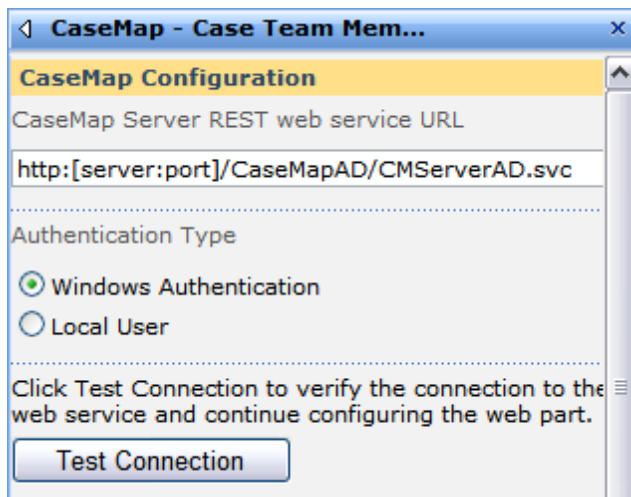 CaseMap - Case Team Mem...
CaseMap Configuration
CaseMap Server REST web service URL
http:[server:port]/CaseMapAD/CMServerAD.svc
Authentication Type
Windows Authentication
Local User
Click Test Connection to verify the connection to the
web service and continue configuring the web part.
Test Connection